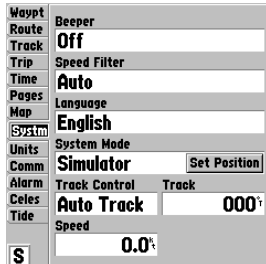 Waypt
Route
Track
Trip
Time
Pages
Map
Systm
Units
Comm
Alarm
Celes
Tide
S
Beeper
Off
Speed Filter
Auto
Language
English
System Mode
Simulator Set Position
Track Control Track
Auto Track 000°t
Speed
0.0kt